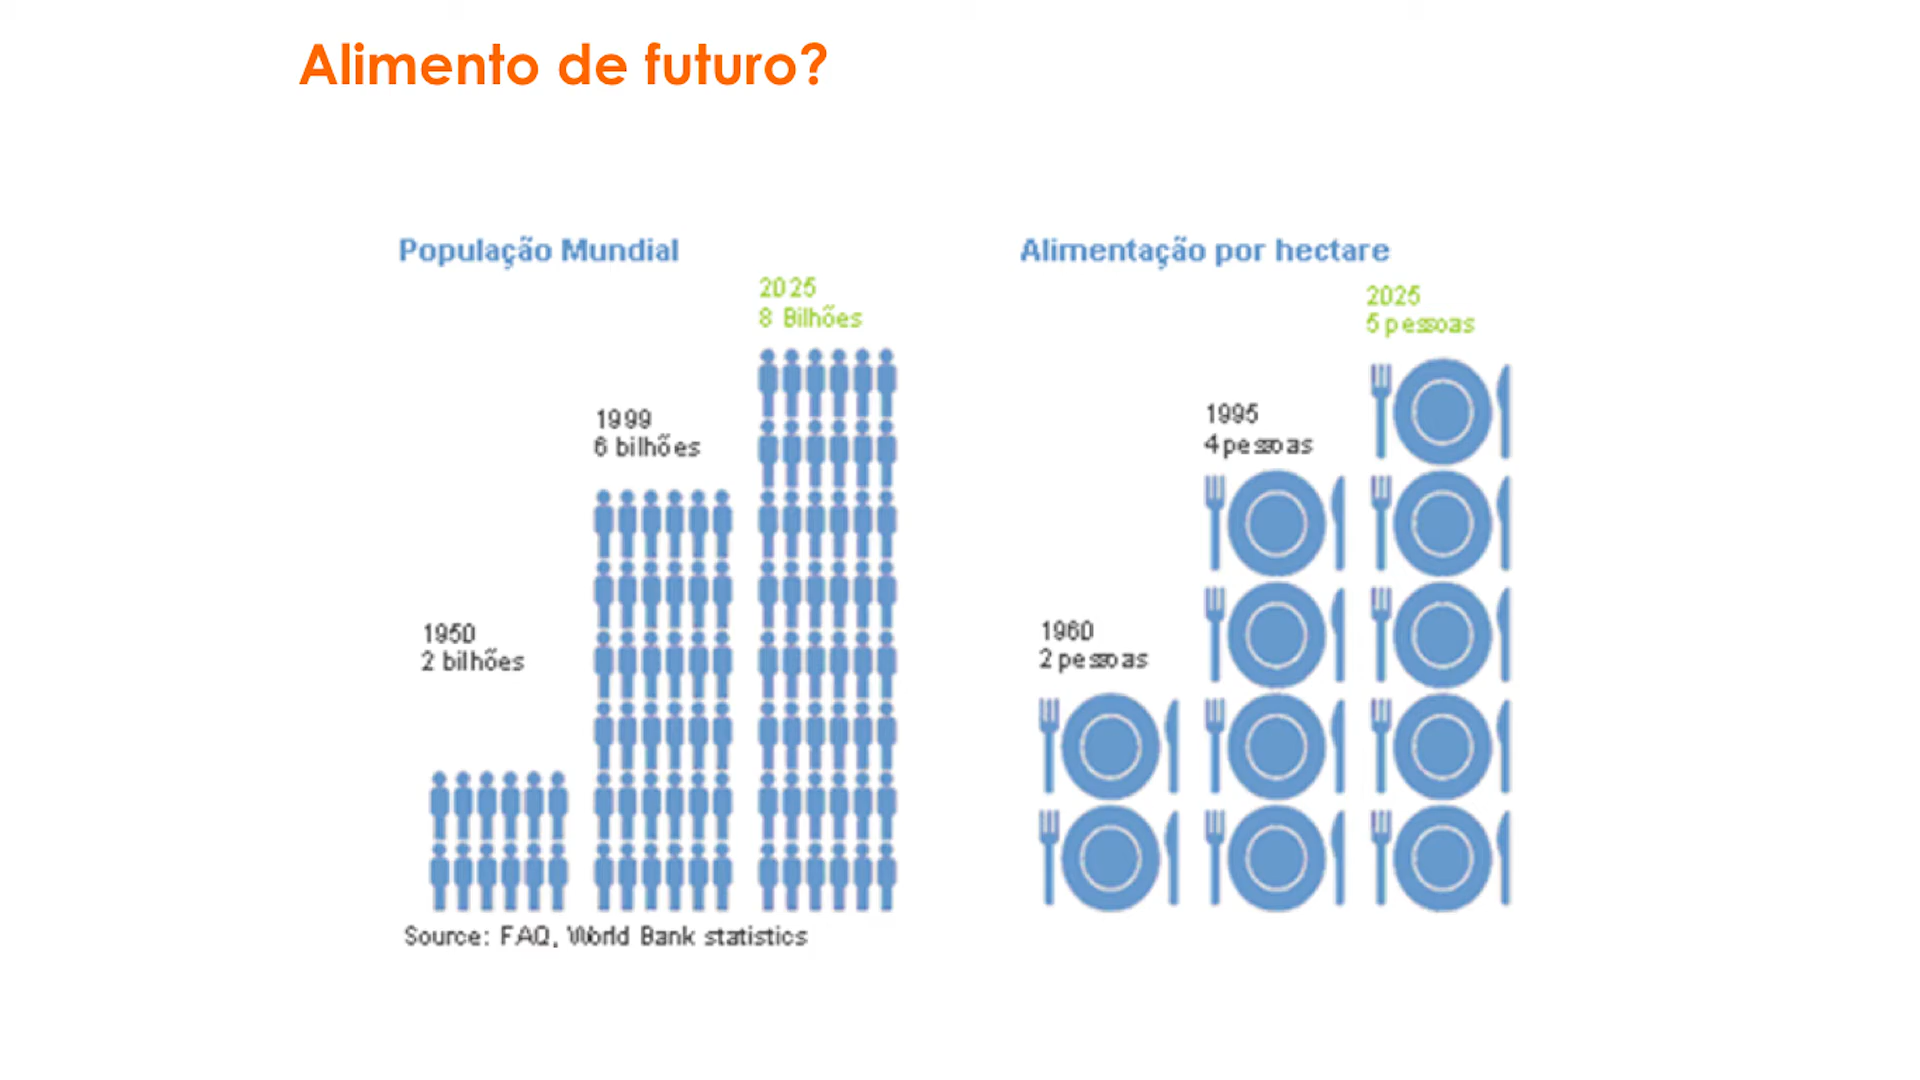 Alimento de futuro?
População Mundial
2025
8 Bilhões
1999
6 bilhões
1950
2 bilhões
Source: FAQ, World Bank statistics
Alimentação por hectare
2025
5 pessoas
1995
4 pessoas
1960
2 pessoas